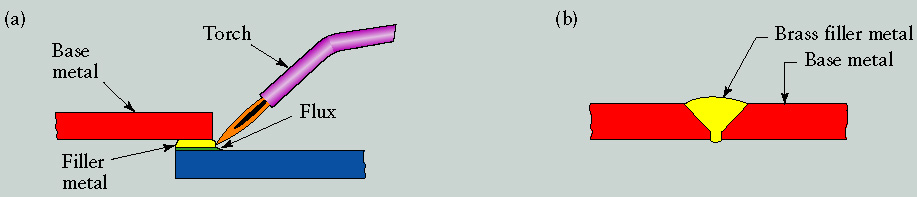 (a)
Torch
Base
metal
Flux
Filler
metal
(b)
Brass filler metal
Base metal